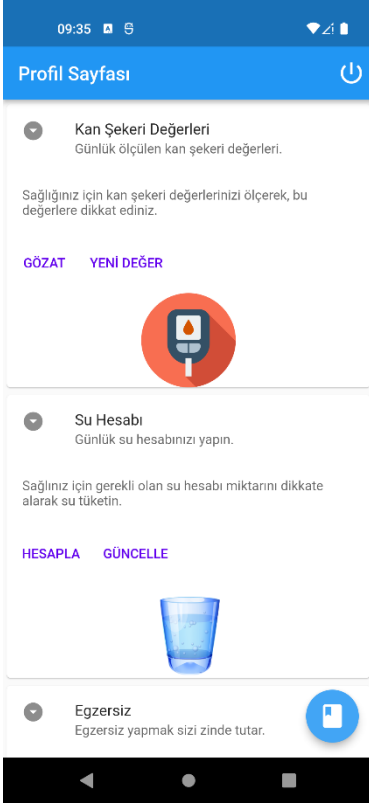 09:35
Profil Sayfası
Kan Şekeri Değerleri
Günlük ölçülen kan şekeri değerleri.
Sağlığınız için kan şekeri değerlerinizi ölçerek, bu
değerlere dikkat ediniz.
GÖZAT YENİ DEĞER
Su Hesabı
Günlük su hesabınızı yapın.
Sağlınız için gerekli olan su hesabı miktarını dikkate
alarak su tüketin.
HESAPLA GÜNCELLE
Egzersiz
Egzersiz yapmak sizi zinde tutar.